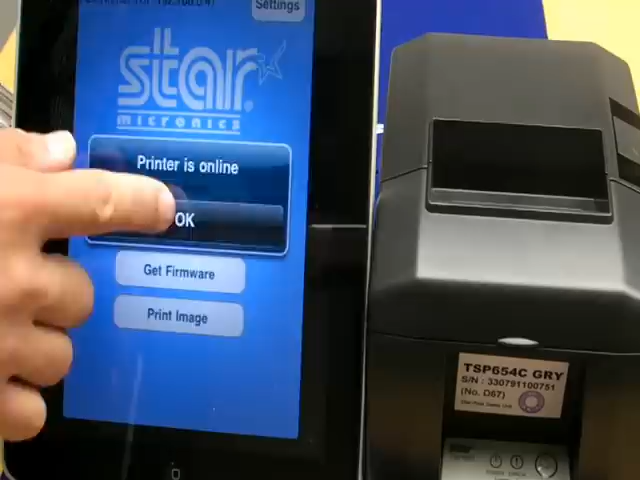 Settings
star
micronics
Printer is online
OK
Get Firmware
Print Image
TSP654C GRY
S/N : 330791100751
(No. D67)